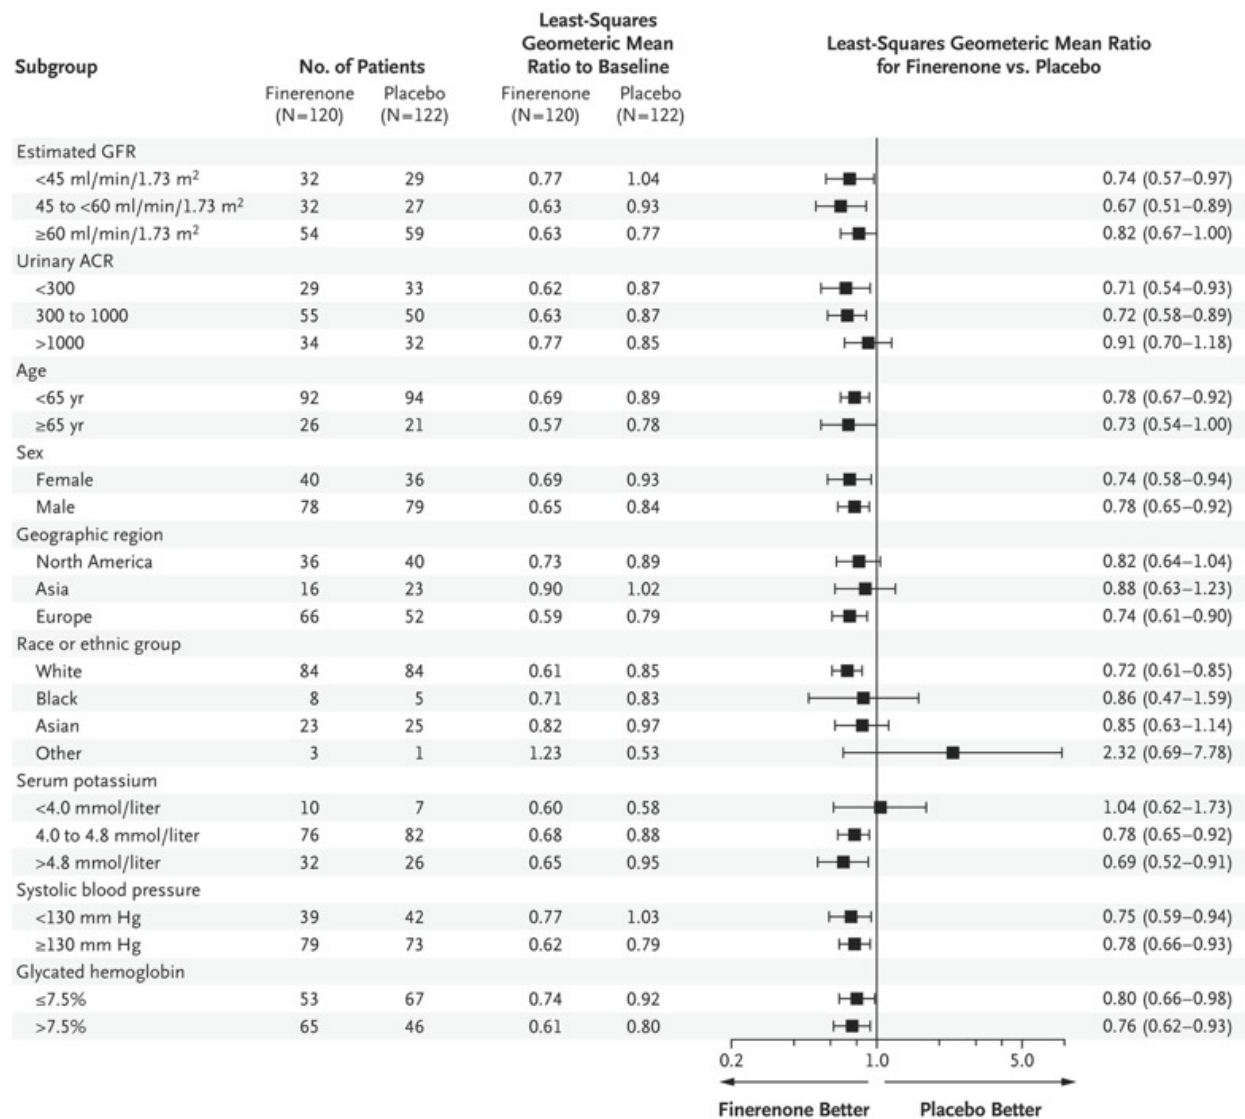 Subgroup No. of Patients Least-Squares Geometeric Mean Ratio to Baseline Least-Squares Geometeric Mean Ratio for Finerenone vs. Placebo
Finerenone (N=120) Placebo (N=122) Finerenone (N=120) Placebo (N=122)
Estimated GFR
<45 ml/min/1.73 m² 32 29 0.77 1.04 0.74 (0.57–0.97)
45 to <60 ml/min/1.73 m² 32 27 0.63 0.93 0.67 (0.51–0.89)
≥60 ml/min/1.73 m² 54 59 0.63 0.77 0.82 (0.67–1.00)
Urinary ACR
<300 29 33 0.62 0.87 0.71 (0.54–0.93)
300 to 1000 55 50 0.63 0.87 0.72 (0.58–0.89)
>1000 34 32 0.77 0.85 0.91 (0.70–1.18)
Age
<65 yr 92 94 0.69 0.89 0.78 (0.67–0.92)
≥65 yr 26 21 0.57 0.78 0.73 (0.54–1.00)
Sex
Female 40 36 0.69 0.93 0.74 (0.58–0.94)
Male 78 79 0.65 0.84 0.78 (0.65–0.92)
Geographic region
North America 36 40 0.73 0.89 0.82 (0.64–1.04)
Asia 16 23 0.90 1.02 0.88 (0.63–1.23)
Europe 66 52 0.59 0.79 0.74 (0.61–0.90)
Race or ethnic group
White 84 84 0.61 0.85 0.72 (0.61–0.85)
Black 8 5 0.71 0.83 0.86 (0.47–1.59)
Asian 23 25 0.82 0.97 0.85 (0.63–1.14)
Other 3 1 1.23 0.53 2.32 (0.69–7.78)
Serum potassium
<4.0 mmol/liter 10 7 0.60 0.58 1.04 (0.62–1.73)
4.0 to 4.8 mmol/liter 76 82 0.68 0.88 0.78 (0.65–0.92)
>4.8 mmol/liter 32 26 0.65 0.95 0.69 (0.52–0.91)
Systolic blood pressure
<130 mm Hg 39 42 0.77 1.03 0.75 (0.59–0.94)
≥130 mm Hg 79 73 0.62 0.79 0.78 (0.66–0.93)
Glycated hemoglobin
≤7.5% 53 67 0.74 0.92 0.80 (0.66–0.98)
>7.5% 65 46 0.61 0.80 0.76 (0.62–0.93)
0.2 1.0 5.0
Finerenone Better Placebo Better